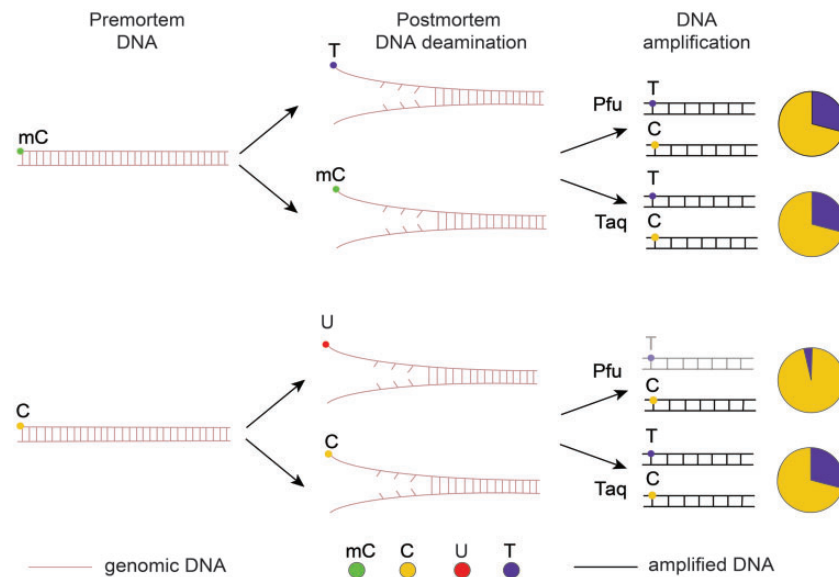 Premortem
DNA
Postmortem
DNA deamination
DNA
amplification
T
mC
mC
Pfu
T
C
Taq
T
C
U
C
C
Pfu
T
C
Taq
T
C
genomic DNA
mC C U T
amplified DNA